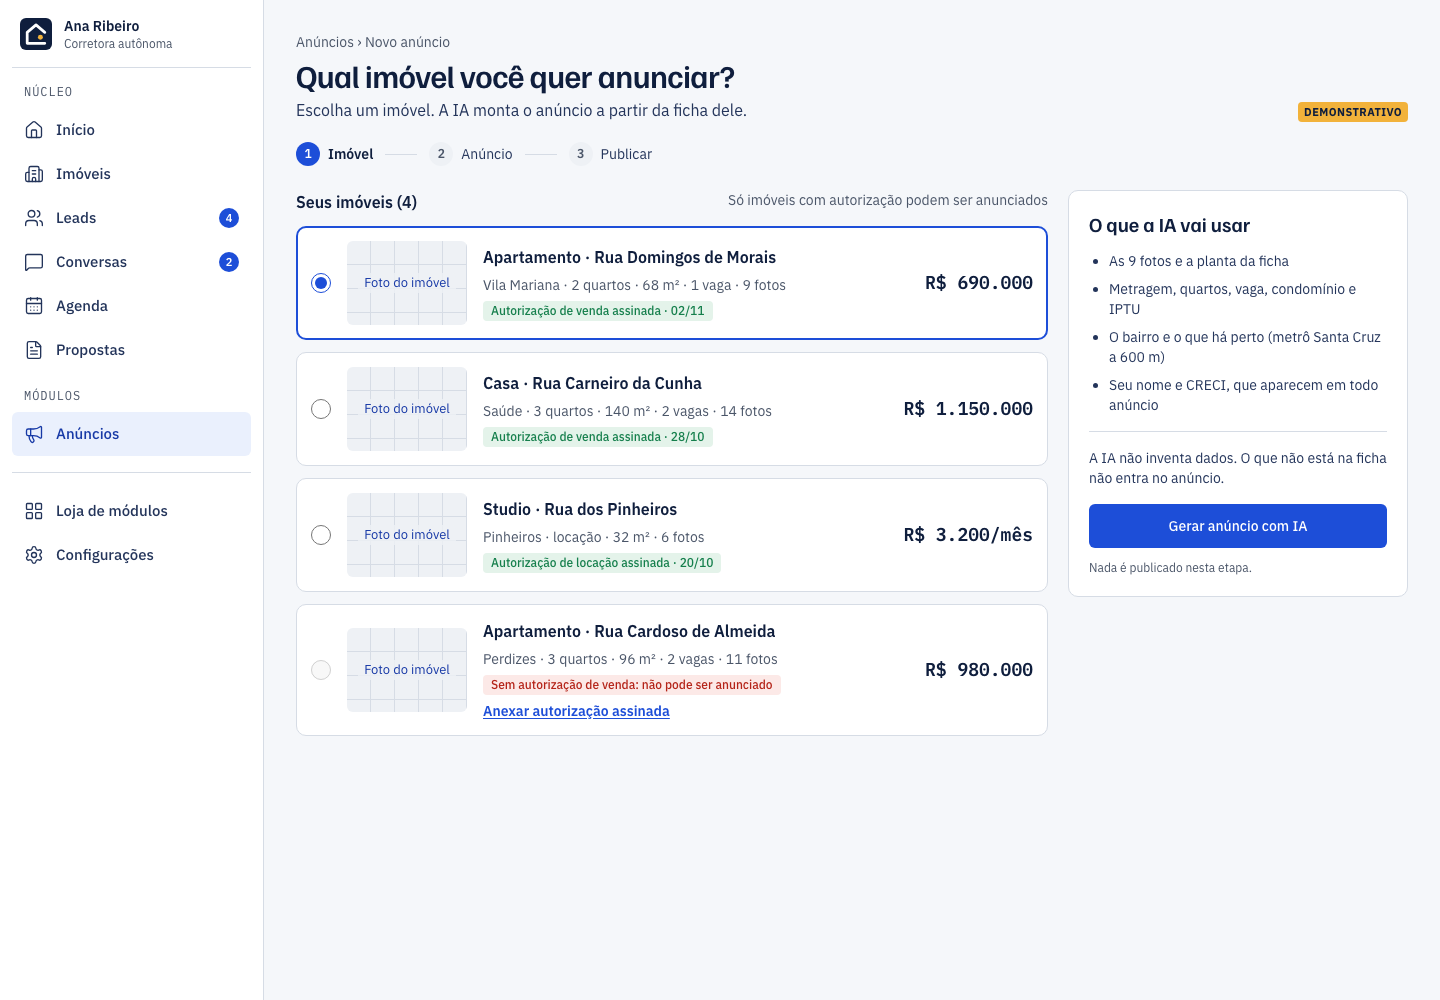 Ana Ribeiro
Corretora autônoma
NÚCLEO
Início
Imóveis
Leads 4
Conversas 2
Agenda
Propostas
MÓDULOS
Anúncios
Loja de módulos
Configurações
Anúncios › Novo anúncio
Qual imóvel você quer anunciar?
Escolha um imóvel. A IA monta o anúncio a partir da ficha dele.
DEMONSTRATIVO
1 Imóvel 2 Anúncio 3 Publicar
Seus imóveis (4)
Só imóveis com autorização podem ser anunciados
Foto do imóvel
Apartamento · Rua Domingos de Morais
Vila Mariana · 2 quartos · 68 m² · 1 vaga · 9 fotos
Autorização de venda assinada · 02/11
R$ 690.000
Foto do imóvel
Casa · Rua Carneiro da Cunha
Saúde · 3 quartos · 140 m² · 2 vagas · 14 fotos
Autorização de venda assinada · 28/10
R$ 1.150.000
Foto do imóvel
Studio · Rua dos Pinheiros
Pinheiros · locação · 32 m² · 6 fotos
Autorização de locação assinada · 20/10
R$ 3.200/mês
Foto do imóvel
Apartamento · Rua Cardoso de Almeida
Perdizes · 3 quartos · 96 m² · 2 vagas · 11 fotos
Sem autorização de venda: não pode ser anunciado
Anexar autorização assinada
R$ 980.000
O que a IA vai usar
• As 9 fotos e a planta da ficha
• Metragem, quartos, vaga, condomínio e
IPTU
• O bairro e o que há perto (metrô Santa Cruz
a 600 m)
• Seu nome e CRECI, que aparecem em todo
anúncio
A IA não inventa dados. O que não está na ficha
não entra no anúncio.
Gerar anúncio com IA
Nada é publicado nesta etapa.